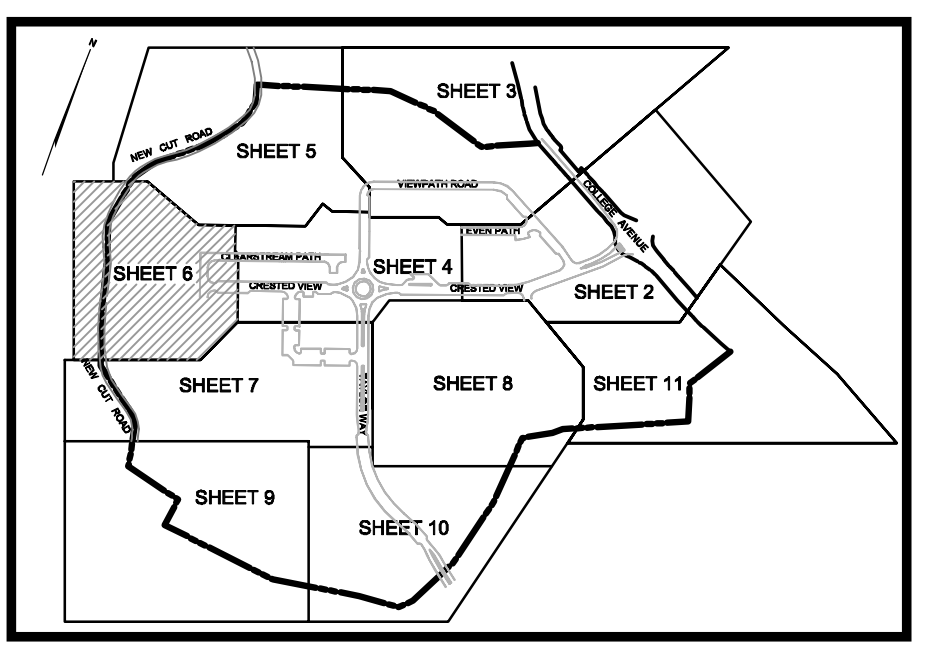 N
SHEET 3
NEW CUT ROAD
SHEET 5
VIEWPATH ROAD
COLLEGE AVENUE
EVEN PATH
CLEARSTREAM PATH
SHEET 6
SHEET 4
CRESTED VIEW
CRESTED VIEW
SHEET 2
NEW CUT ROAD
SHEET 7
SHEET 8
SHEET 11
WAY
SHEET 9
SHEET 10